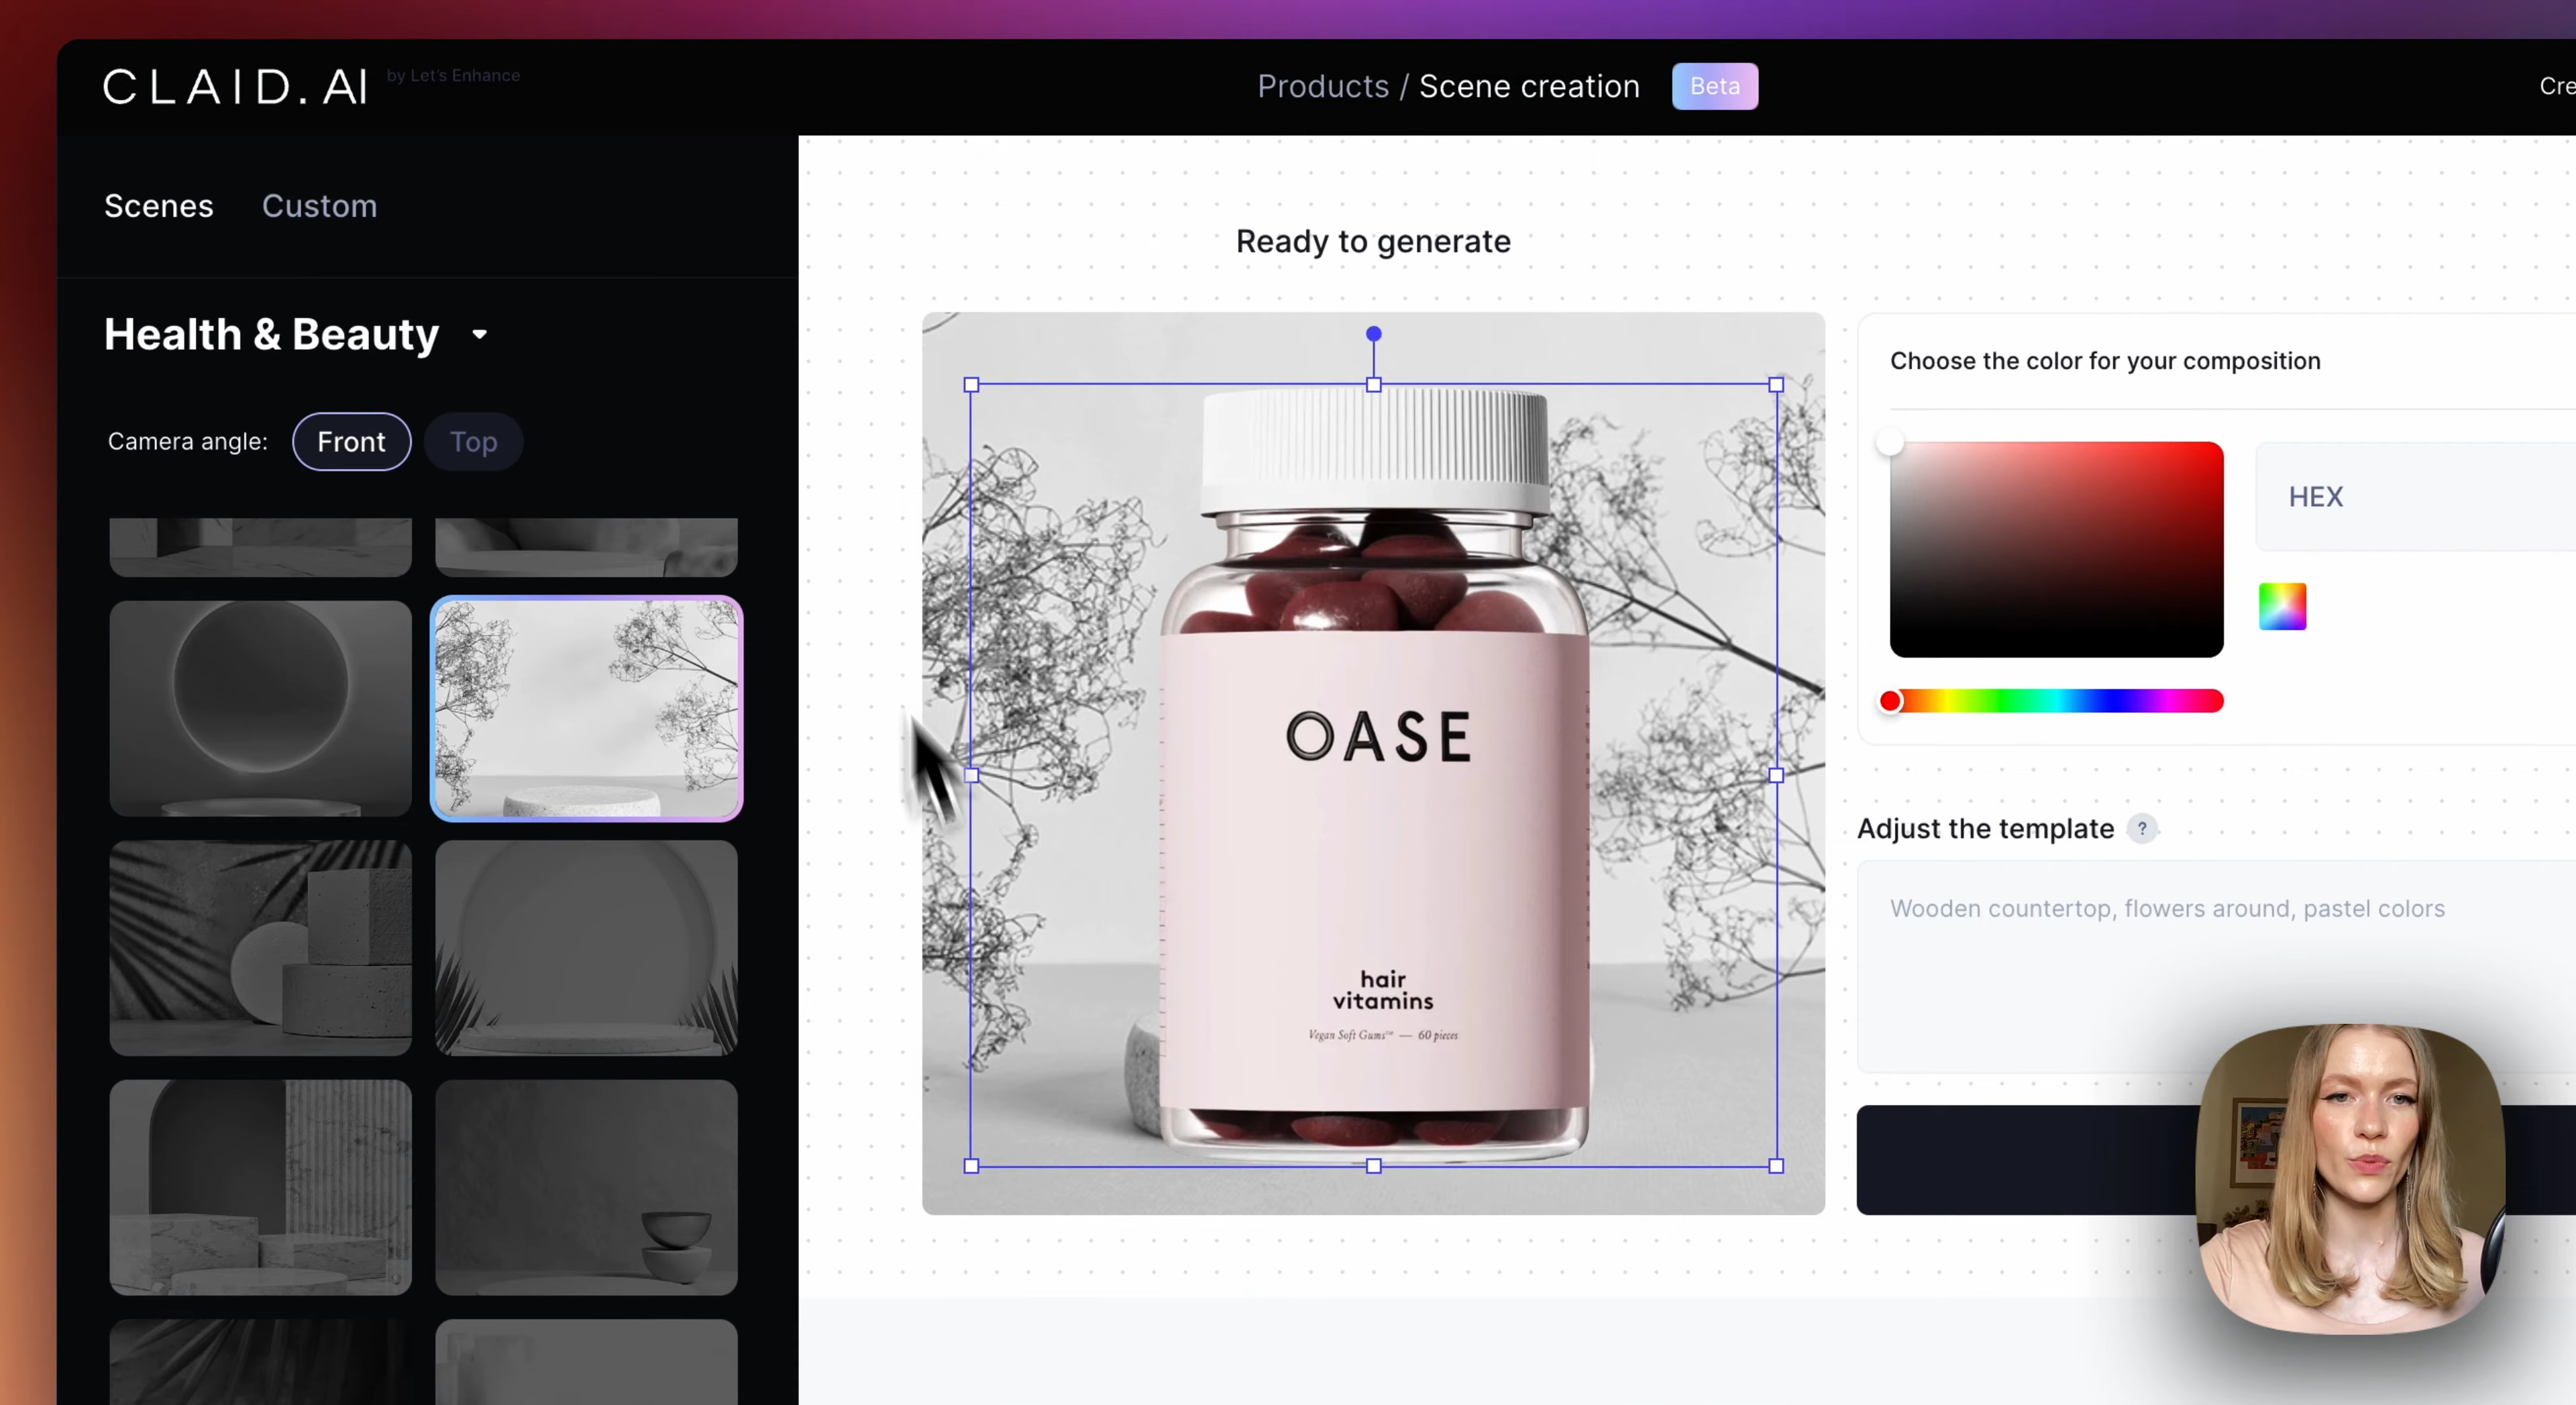 CLAID.AI by Let's Enhance
Products / Scene creation Beta
Cre
Scenes Custom
Health & Beauty
Camera angle: Front Top
Ready to generate
OASE
hair
vitamins
Vegan Soft Gums™ — 60 pieces
Choose the color for your composition
HEX
Adjust the template ?
Wooden countertop, flowers around, pastel colors